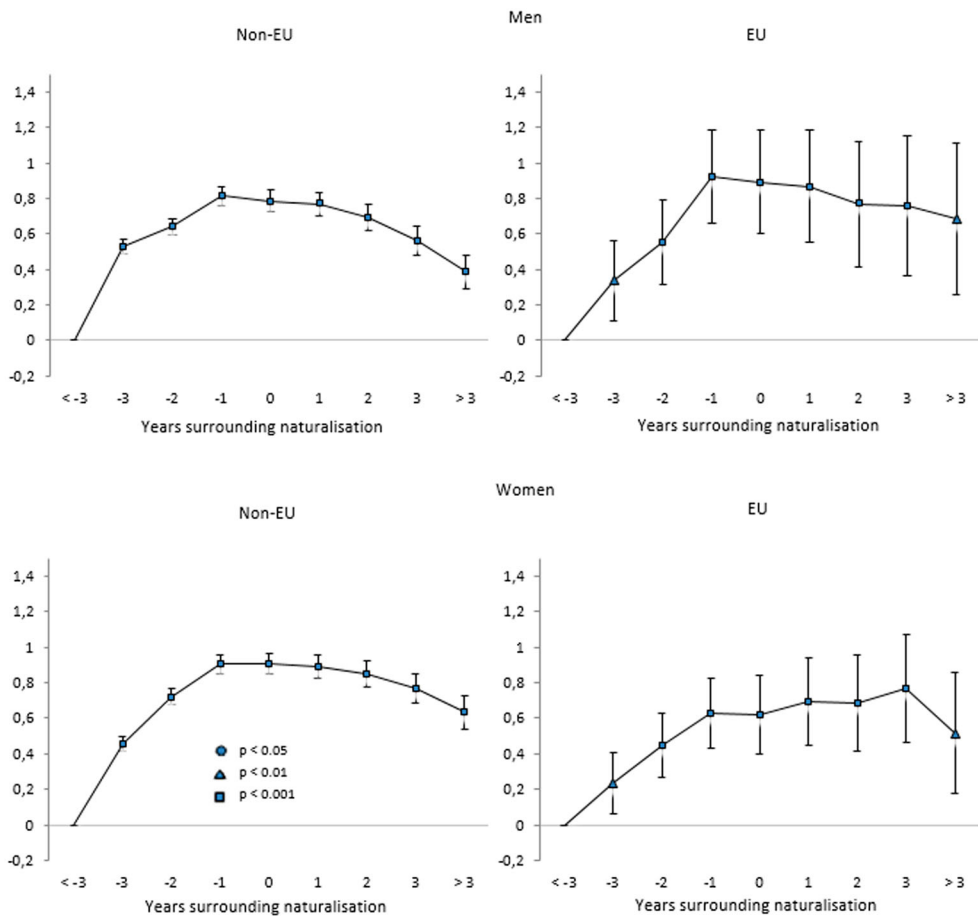 Men
Non-EU
EU
1,4
1,2
1
0,8
0,6
0,4
0,2
0
-0,2
< -3 -3 -2 -1 0 1 2 3 > 3
Years surrounding naturalisation
1,4
1,2
1
0,8
0,6
0,4
0,2
0
-0,2
< -3 -3 -2 -1 0 1 2 3 > 3
Years surrounding naturalisation
Women
Non-EU
EU
1,4
1,2
1
0,8
0,6
0,4
0,2
0
-0,2
p < 0.05
p < 0.01
p < 0.001
< -3 -3 -2 -1 0 1 2 3 > 3
Years surrounding naturalisation
1,4
1,2
1
0,8
0,6
0,4
0,2
0
-0,2
< -3 -3 -2 -1 0 1 2 3 > 3
Years surrounding naturalisation